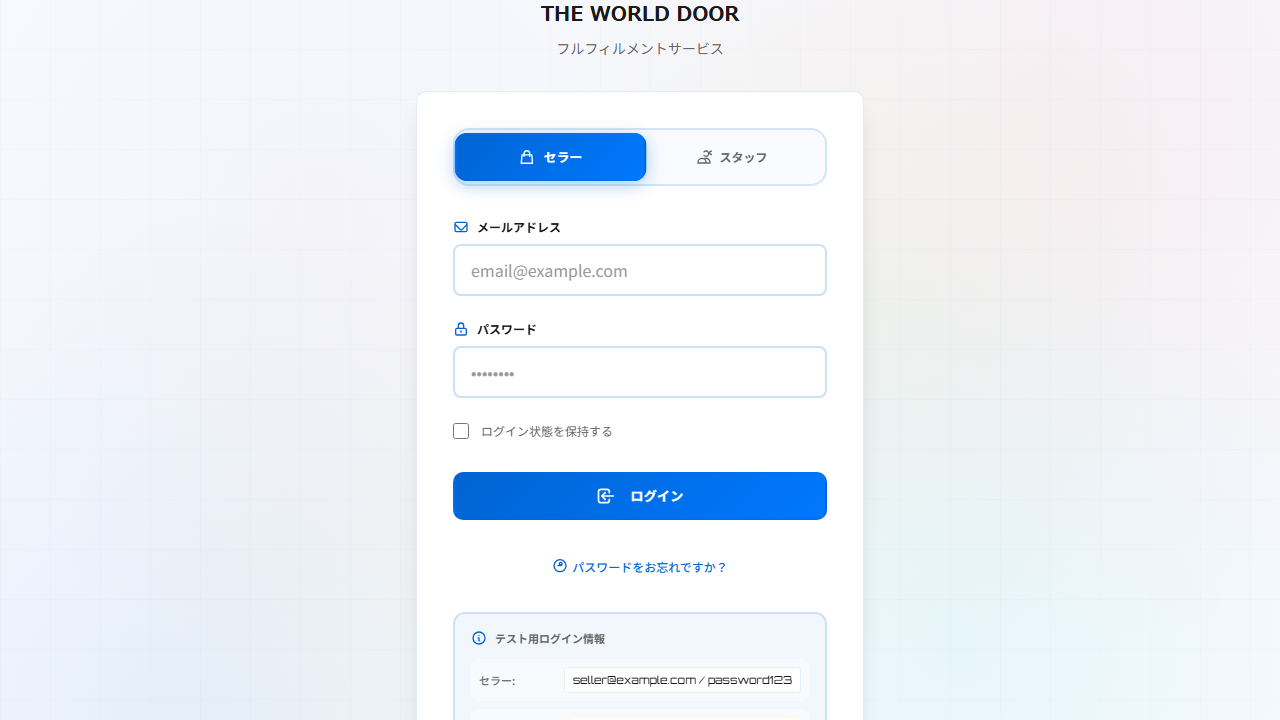 THE WORLD DOOR
フルフィルメントサービス
セラー
スタッフ
メールアドレス
email@example.com
パスワード
••••••••
ログイン状態を保持する
ログイン
パスワードをお忘れですか？
テスト用ログイン情報
セラー:
seller@example.com / password123